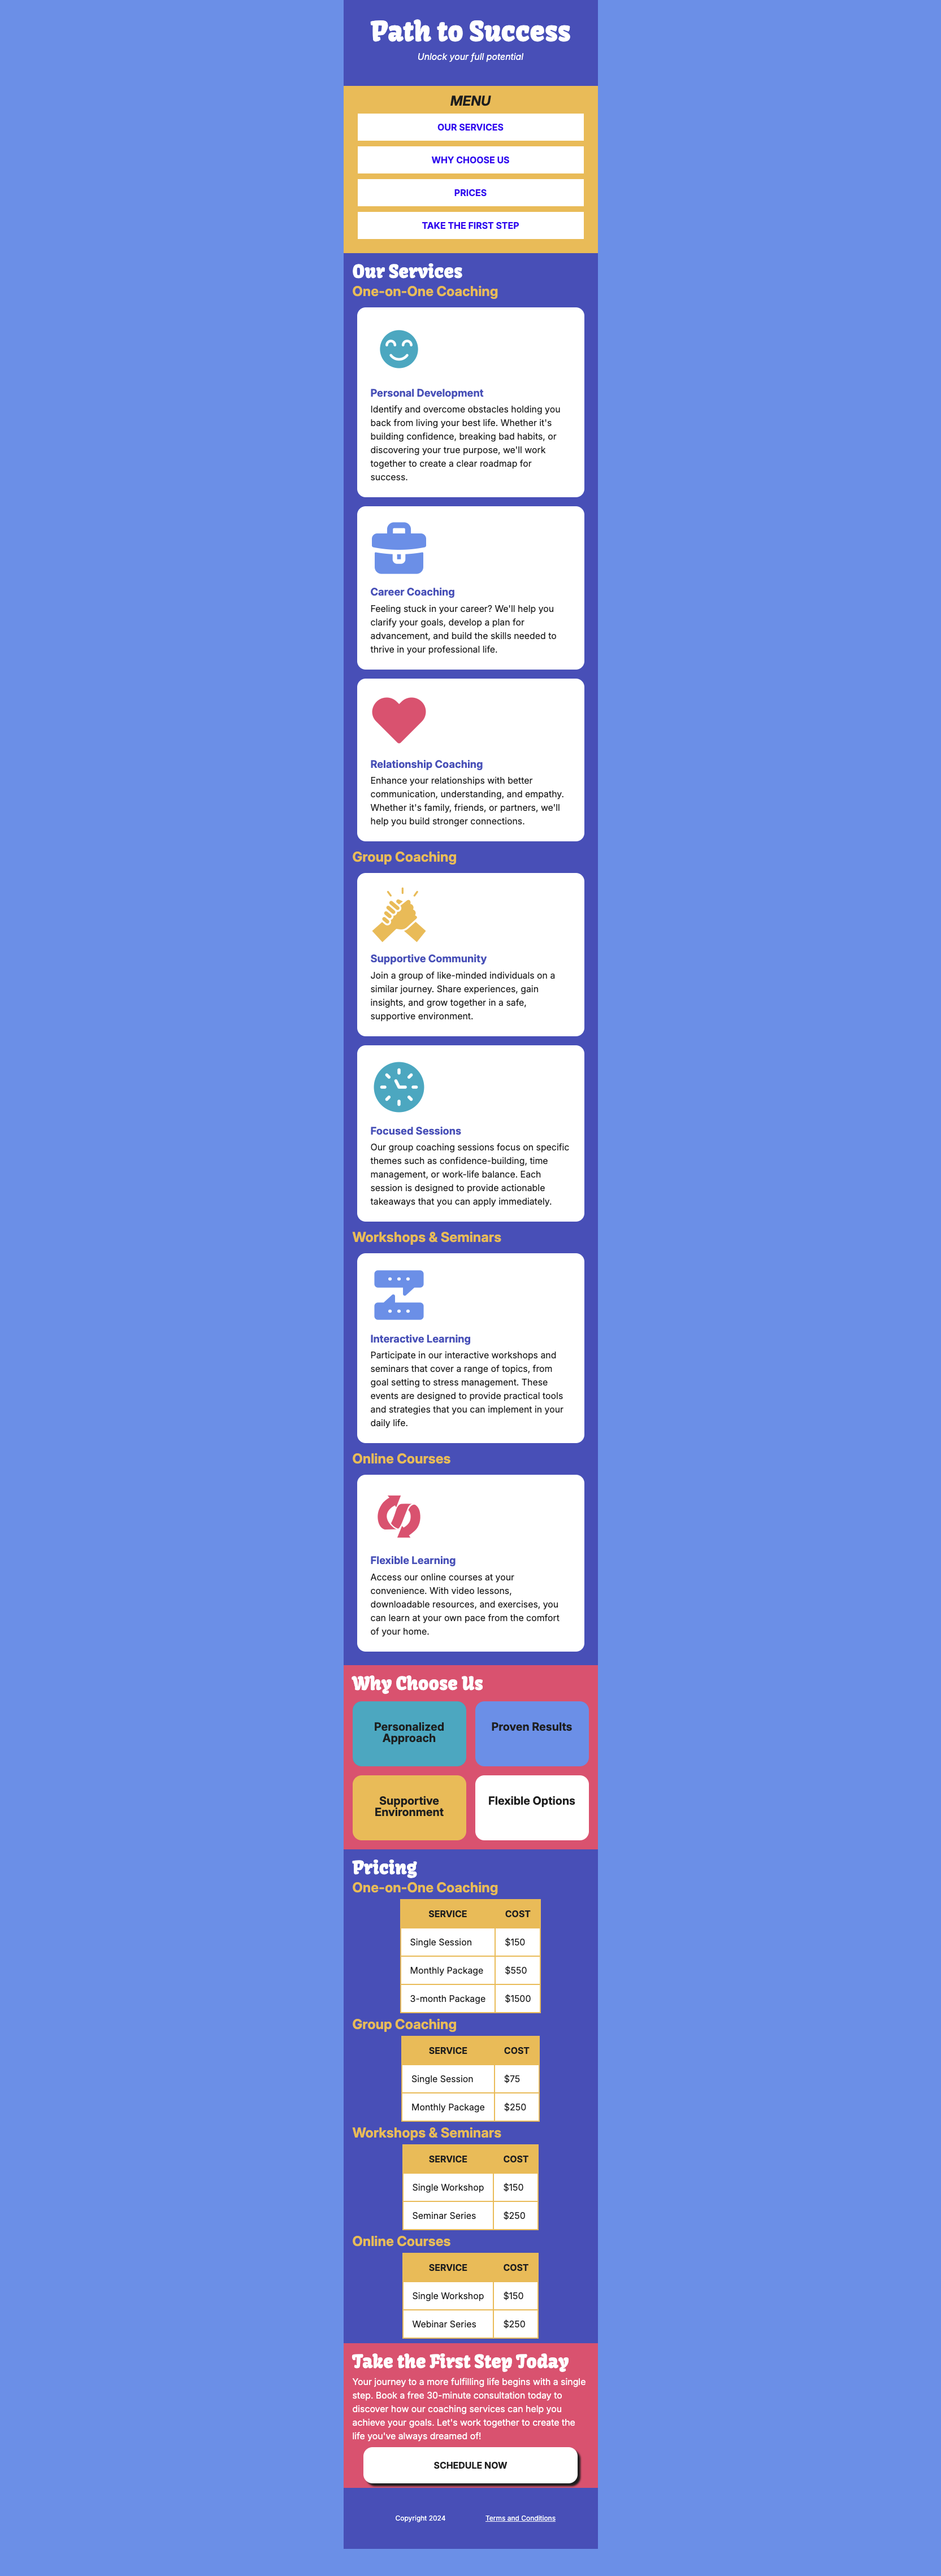 Path to Success
Unlock your full potential
MENU
OUR SERVICES
WHY CHOOSE US
PRICES
TAKE THE FIRST STEP
Our Services
One-on-One Coaching
Personal Development
Identify and overcome obstacles holding you
back from living your best life. Whether it's
building confidence, breaking bad habits, or
discovering your true purpose, we'll work
together to create a clear roadmap for
success.
Career Coaching
Feeling stuck in your career? We'll help you
clarify your goals, develop a plan for
advancement, and build the skills needed to
thrive in your professional life.
Relationship Coaching
Enhance your relationships with better
communication, understanding, and empathy.
Whether it's family, friends, or partners, we'll
help you build stronger connections.
Group Coaching
Supportive Community
Join a group of like-minded individuals on a
similar journey. Share experiences, gain
insights, and grow together in a safe,
supportive environment.
Focused Sessions
Our group coaching sessions focus on specific
themes such as confidence-building, time
management, or work-life balance. Each
session is designed to provide actionable
takeaways that you can apply immediately.
Workshops & Seminars
Interactive Learning
Participate in our interactive workshops and
seminars that cover a range of topics, from
goal setting to stress management. These
events are designed to provide practical tools
and strategies that you can implement in your
daily life.
Online Courses
Flexible Learning
Access our online courses at your
convenience. With video lessons,
downloadable resources, and exercises, you
can learn at your own pace from the comfort
of your home.
Why Choose Us
Personalized
Approach
Proven Results
Supportive
Environment
Flexible Options
Pricing
One-on-One Coaching
SERVICE COST
Single Session $150
Monthly Package $550
3-month Package $1500
Group Coaching
SERVICE COST
Single Session $75
Monthly Package $250
Workshops & Seminars
SERVICE COST
Single Workshop $150
Seminar Series $250
Online Courses
SERVICE COST
Single Workshop $150
Webinar Series $250
Take the First Step Today
Your journey to a more fulfilling life begins with a single
step. Book a free 30-minute consultation today to
discover how our coaching services can help you
achieve your goals. Let's work together to create the
life you've always dreamed of!
SCHEDULE NOW
Copyright 2024 Terms and Conditions